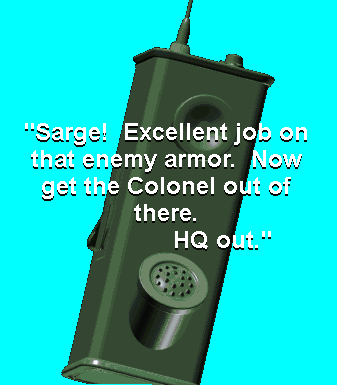 "Sarge!  Excellent job on
that enemy armor.  Now
get the Colonel out of
there.
HQ out."